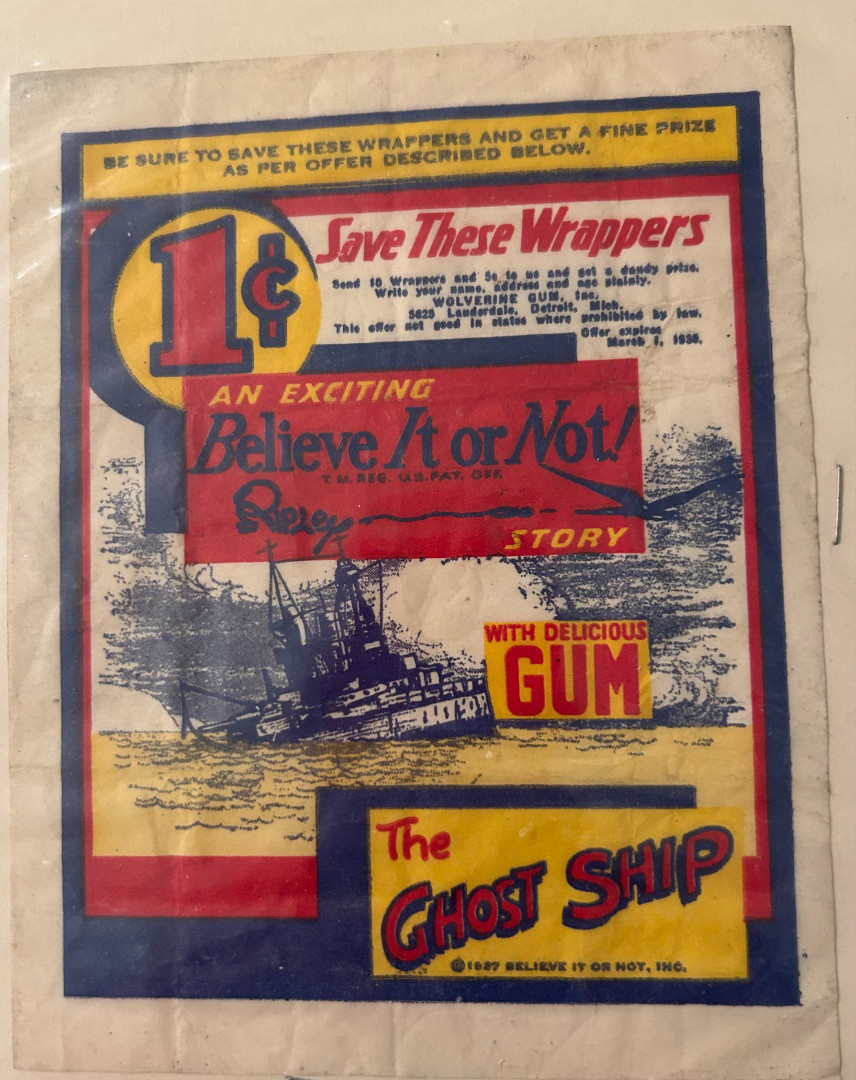 BE SURE TO SAVE THESE WRAPPERS AND GET A FINE PRIZE
AS PER OFFER DESCRIBED BELOW.
1¢
Save These Wrappers
Send 10 Wrappers and 5c to us and get a dandy prize.
Write your name, address and age plainly.
WOLVERINE GUM, Inc.
3625 Lauderdale, Detroit, Mich.
This offer not good in states where prohibited by law.
Offer expires
March 1,
AN EXCITING
Believe It or Not!
T. M. REG. U.S. PAT. OFF.
RIPLEY
STORY
WITH DELICIOUS
GUM
The
GHOST SHIP
©1937 BELIEVE IT OR NOT, INC.